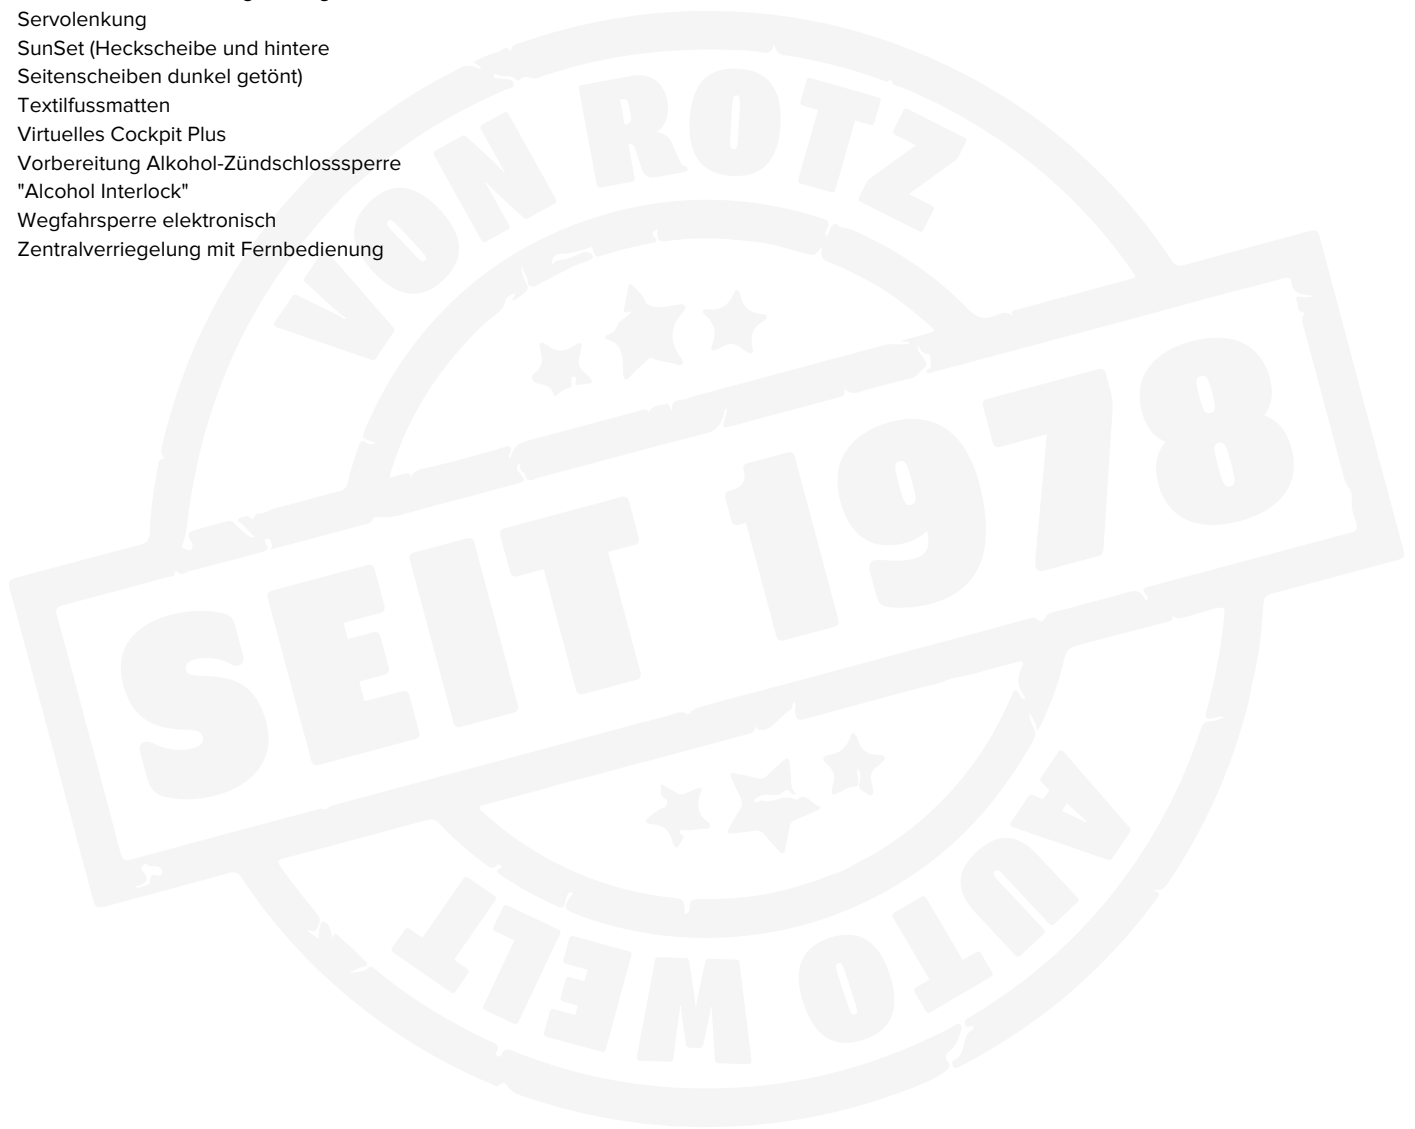 Servolenkung
SunSet (Heckscheibe und hintere
Seitenscheiben dunkel getönt)
Textilfussmatten
Virtuelles Cockpit Plus
Vorbereitung Alkohol-Zündschlosssperre
"Alcohol Interlock"
Wegfahrsperre elektronisch
Zentralverriegelung mit Fernbedienung
VON ROTZ
SEIT 1978
AUTO WELT